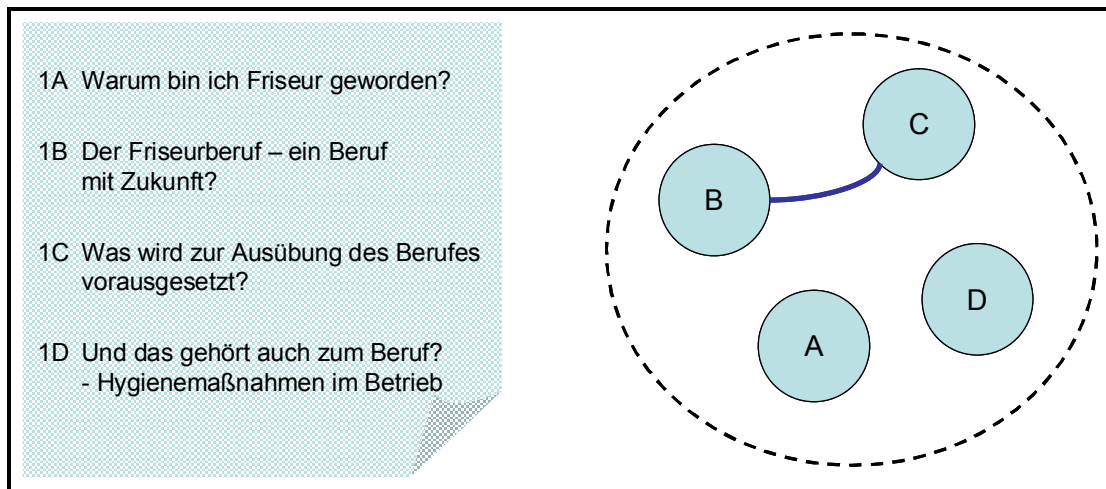 1A Warum bin ich Friseur geworden?
1B Der Friseurberuf – ein Beruf
mit Zukunft?
1C Was wird zur Ausübung des Berufes
vorausgesetzt?
1D Und das gehört auch zum Beruf?
- Hygienemaßnahmen im Betrieb
C
B
D
A